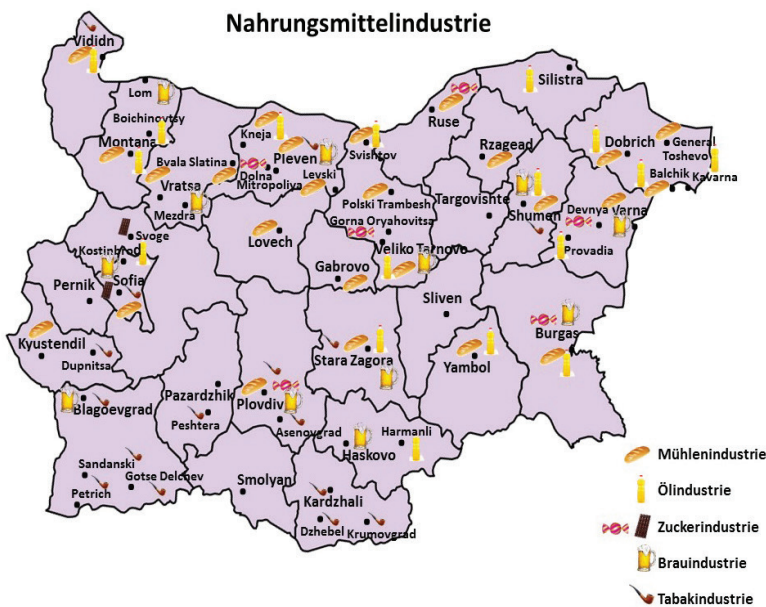 Nahrungsmittelindustrie
Vididn
Lom
Boichinovtsy
Montana
Kneja
Byala Slatina
Pleven
Dolna
Mitropoliya
Levski
Vratsa
Mezdra
Svishtov
Ruse
Silistra
Rzagead
Dobrich
General
Toshevo
Balchik
Kavarna
Polski Trambesh
Targovishte
Shumen
Devnya
Varna
Gorna Oryahovitsa
Provadia
Veliko Tarnovo
Lovech
Gabrovo
Svoge
Kostinbrod
Sofia
Pernik
Kyustendil
Dupnitsa
Sliven
Burgas
Stara Zagora
Yambol
Blagoevgrad
Pazardzhik
Peshtera
Plovdiv
Asenovgrad
Haskovo
Harmanli
Sandanski
Gotse Delchev
Petrich
Smolyan
Kardzhali
Dzhebel
Krumovgrad
Mühlenindustrie
Ölindustrie
Zuckerindustrie
Brauindustrie
Tabakindustrie